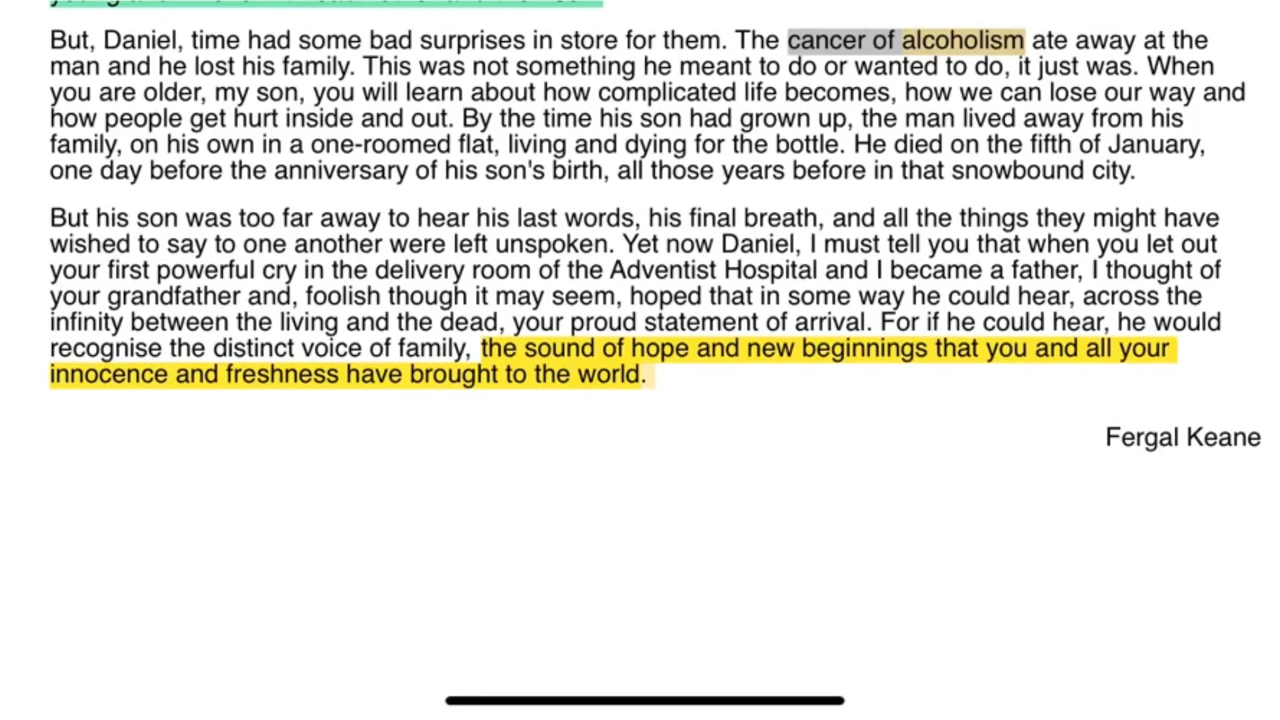 But, Daniel, time had some bad surprises in store for them. The cancer of alcoholism ate away at the
man and he lost his family. This was not something he meant to do or wanted to do, it just was. When
you are older, my son, you will learn about how complicated life becomes, how we can lose our way and
how people get hurt inside and out. By the time his son had grown up, the man lived away from his
family, on his own in a one-roomed flat, living and dying for the bottle. He died on the fifth of January,
one day before the anniversary of his son's birth, all those years before in that snowbound city.
But his son was too far away to hear his last words, his final breath, and all the things they might have
wished to say to one another were left unspoken. Yet now Daniel, I must tell you that when you let out
your first powerful cry in the delivery room of the Adventist Hospital and I became a father, I thought of
your grandfather and, foolish though it may seem, hoped that in some way he could hear, across the
infinity between the living and the dead, your proud statement of arrival. For if he could hear, he would
recognise the distinct voice of family, the sound of hope and new beginnings that you and all your
innocence and freshness have brought to the world.
Fergal Keane